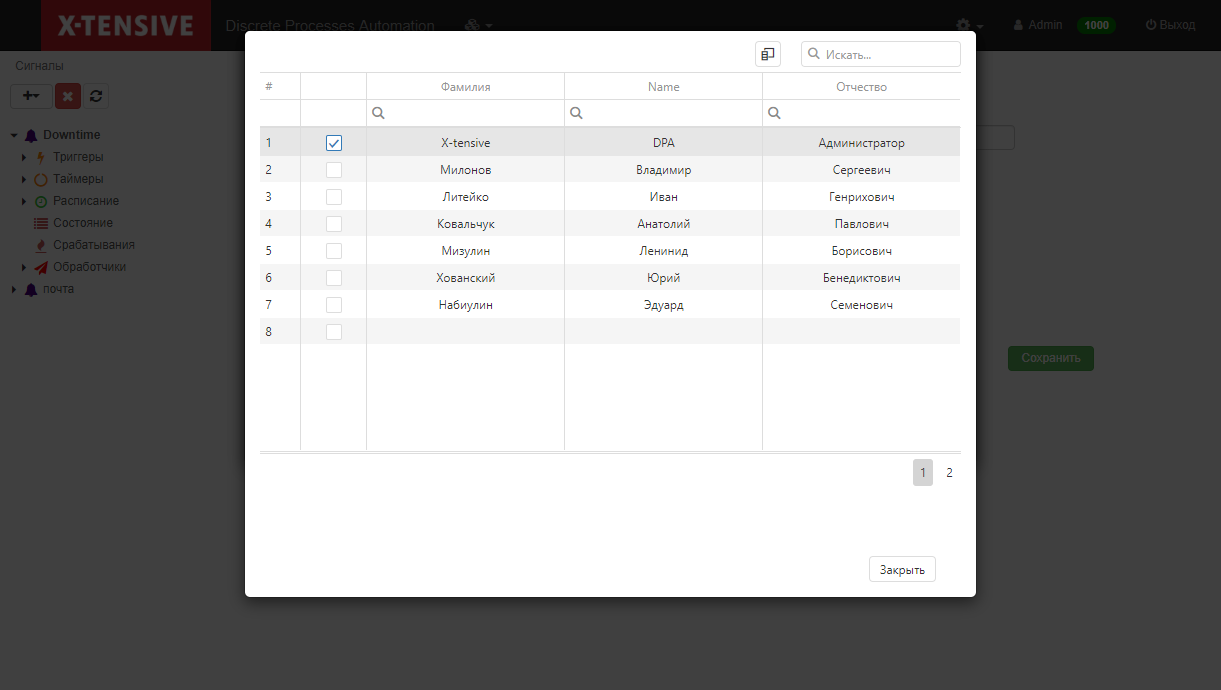 X-TENSIVE Discrete Processes Automation Admin 1000 Выход
Сигналы
Downtime
Триггеры
Таймеры
Расписание
Состояние
Срабатывания
Обработчики
почта
Искать...
# Фамилия Name Отчество
1 X-tensive DPA Администратор
2 Милонов Владимир Сергеевич
3 Литейко Иван Генрихович
4 Ковальчук Анатолий Павлович
5 Мизулин Ленинид Борисович
6 Хованский Юрий Бенедиктович
7 Набиулин Эдуард Семенович
8
Сохранить
1 2
Закрыть